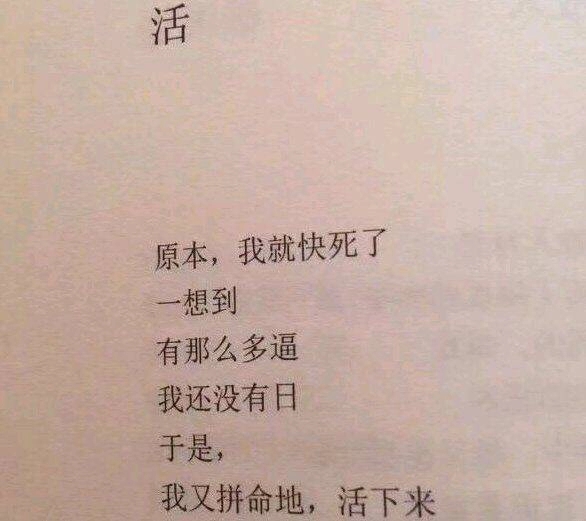 活
原本，我就快死了
一想到
有那么多逼
我还没有日
于是，
我又拼命地，活下来